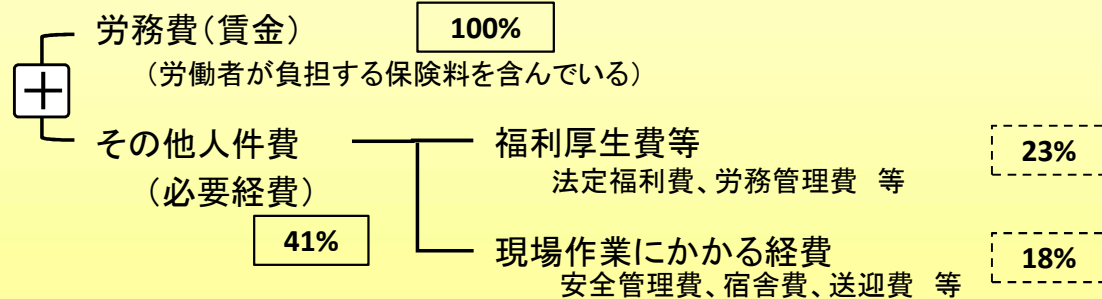 労務費(賃金) 100%
(労働者が負担する保険料を含んでいる)
その他人件費
(必要経費)
41%
福利厚生費等 23%
法定福利費、労務管理費 等
現場作業にかかる経費 18%
安全管理費、宿舎費、送迎費 等